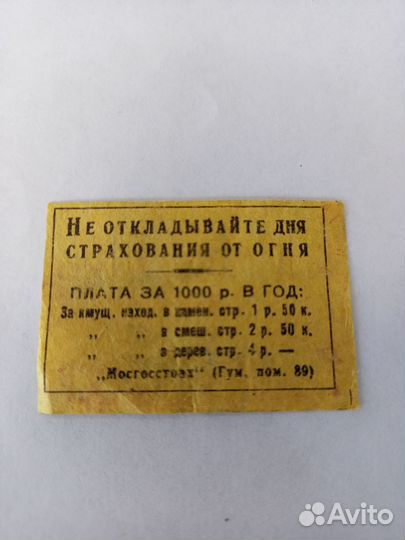 НЕ ОТКЛАДЫВАЙТЕ ДНЯ
СТРАХОВАНИЯ ОТ ОГНЯ
ПЛАТА ЗА 1000 р. В ГОД:
За имущ. наход. в камен. стр. 1 р. 50 к.
„ „ в смеш. стр. 2 р. 50 к.
„ „ в дерев. стр. 4 р. —
„Мосгосстрах" (Гум. пом. 89)
Avito